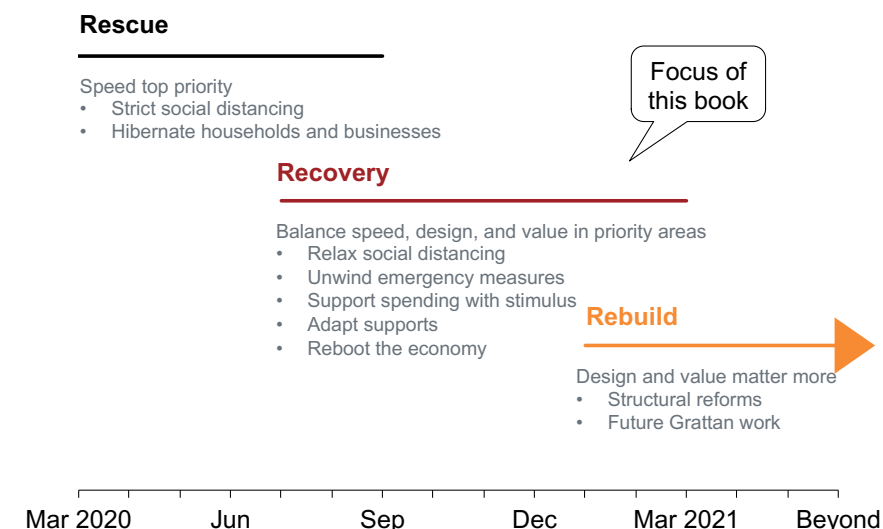 Rescue
Speed top priority
• Strict social distancing
• Hibernate households and businesses
Focus of
this book
Recovery
Balance speed, design, and value in priority areas
• Relax social distancing
• Unwind emergency measures
• Support spending with stimulus
• Adapt supports
• Reboot the economy
Rebuild
Design and value matter more
• Structural reforms
• Future Grattan work
Mar 2020 Jun Sep Dec Mar 2021 Beyond